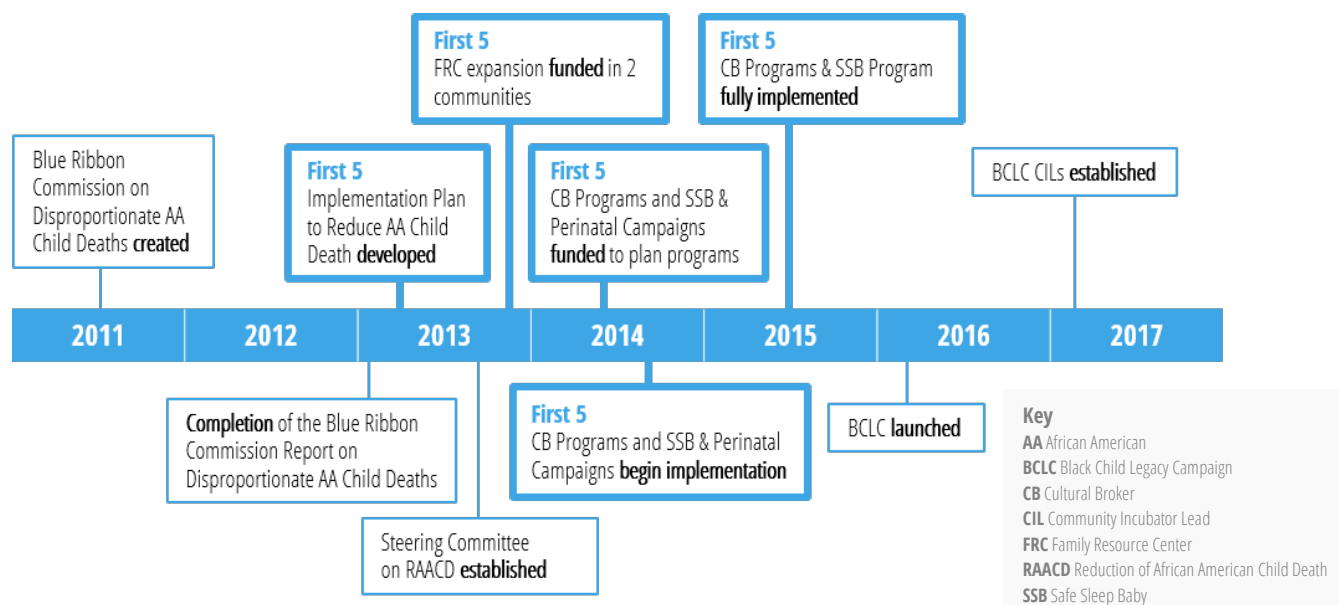 First 5
FRC expansion funded in 2
communities
First 5
CB Programs & SSB Program
fully implemented
Blue Ribbon
Commission on
Disproportionate AA
Child Deaths created
First 5
Implementation Plan
to Reduce AA Child
Death developed
First 5
CB Programs and SSB &
Perinatal Campaigns
funded to plan programs
BCLC CILs established
2011
2012
2013
2014
2015
2016
2017
Completion of the Blue Ribbon
Commission Report on
Disproportionate AA Child Deaths
First 5
CB Programs and SSB & Perinatal
Campaigns begin implementation
BCLC launched
Steering Committee
on RAACD established
Key
AA African American
BCLC Black Child Legacy Campaign
CB Cultural Broker
CIL Community Incubator Lead
FRC Family Resource Center
RAACD Reduction of African American Child Death
SSB Safe Sleep Baby